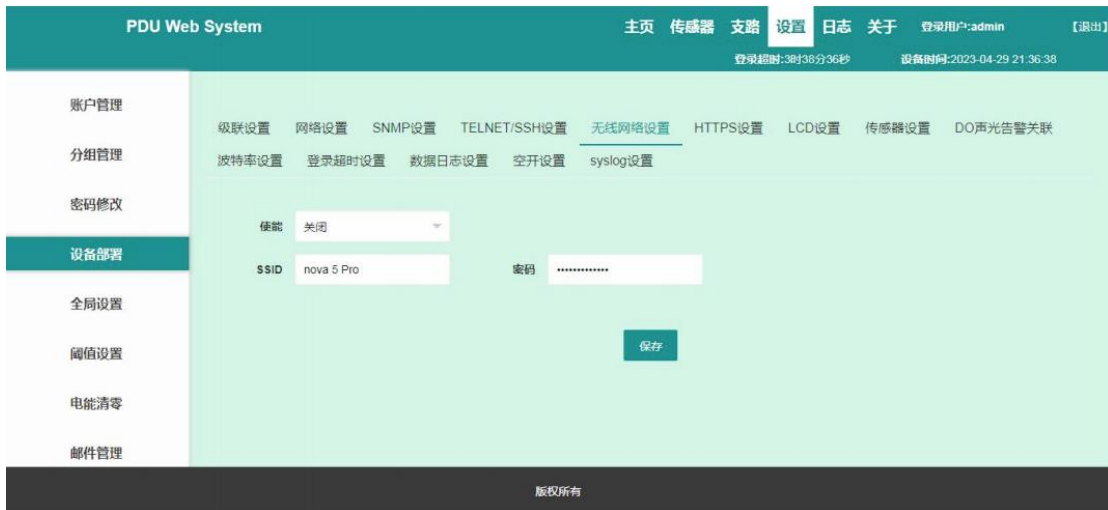 PDU Web System 主页 传感器 支路 设置 日志 关于 登录用户:admin 【退出】
登录超时:3时38分36秒 设备时间:2023-04-29 21:36:38
账户管理
分组管理
密码修改
设备部署
全局设置
阈值设置
电能清零
邮件管理
级联设置 网络设置 SNMP设置 TELNET/SSH设置 无线网络设置 HTTPS设置 LCD设置 传感器设置 DO声光告警关联
波特率设置 登录超时设置 数据日志设置 空开设置 syslog设置
使能 关闭
SSID nova 5 Pro 密码 •••••••••••••
保存
版权所有